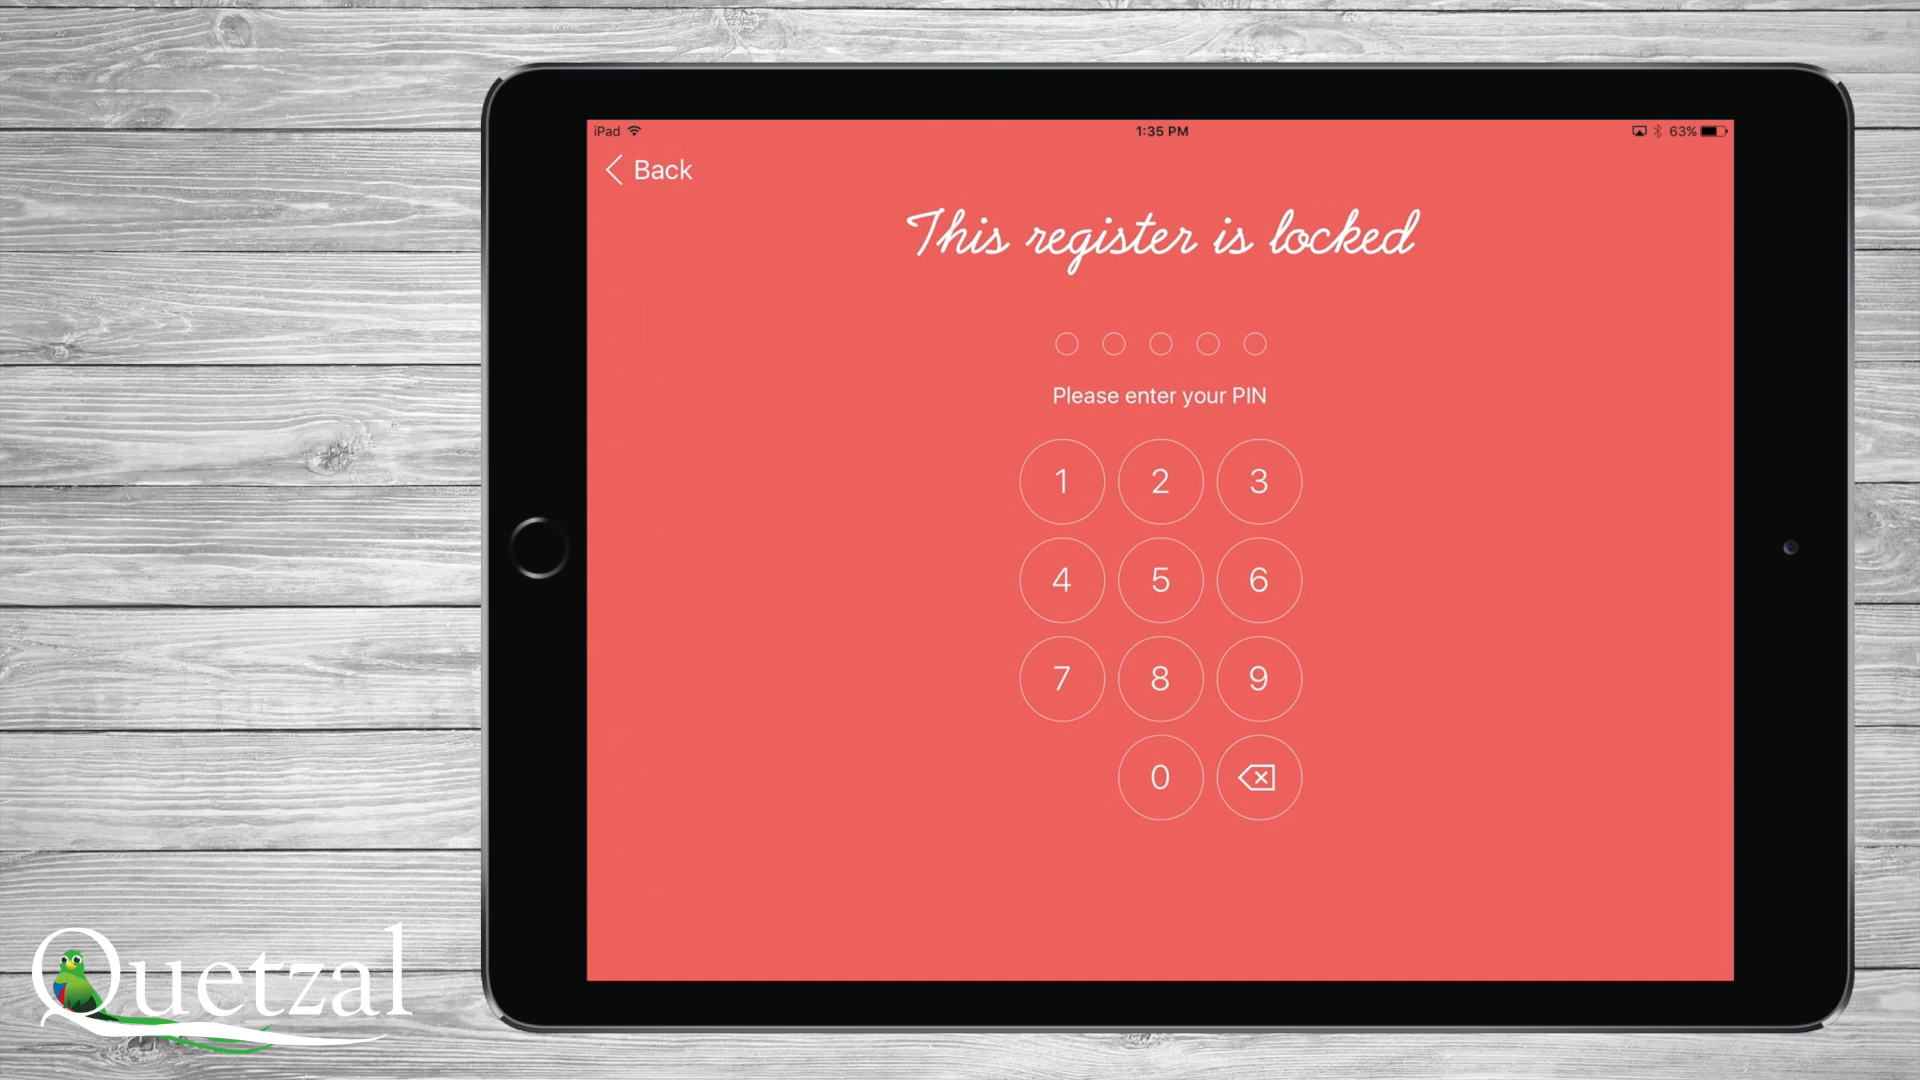 iPad 1:35 PM 63%
Back
This register is locked
Please enter your PIN
1 2 3
4 5 6
7 8 9
0
Quetzal